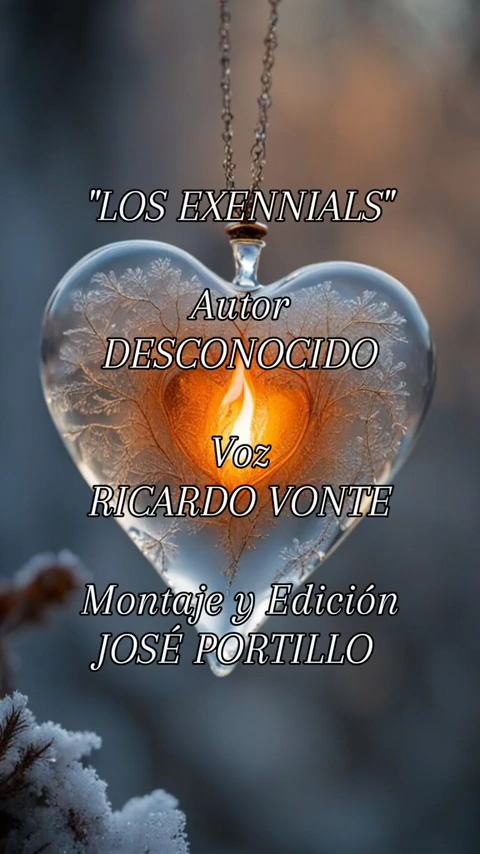 "LOS EXENNIALS"
Autor
DESCONOCIDO
Voz
RICARDO VONTE
Montaje y Edición
JOSÉ PORTILLO